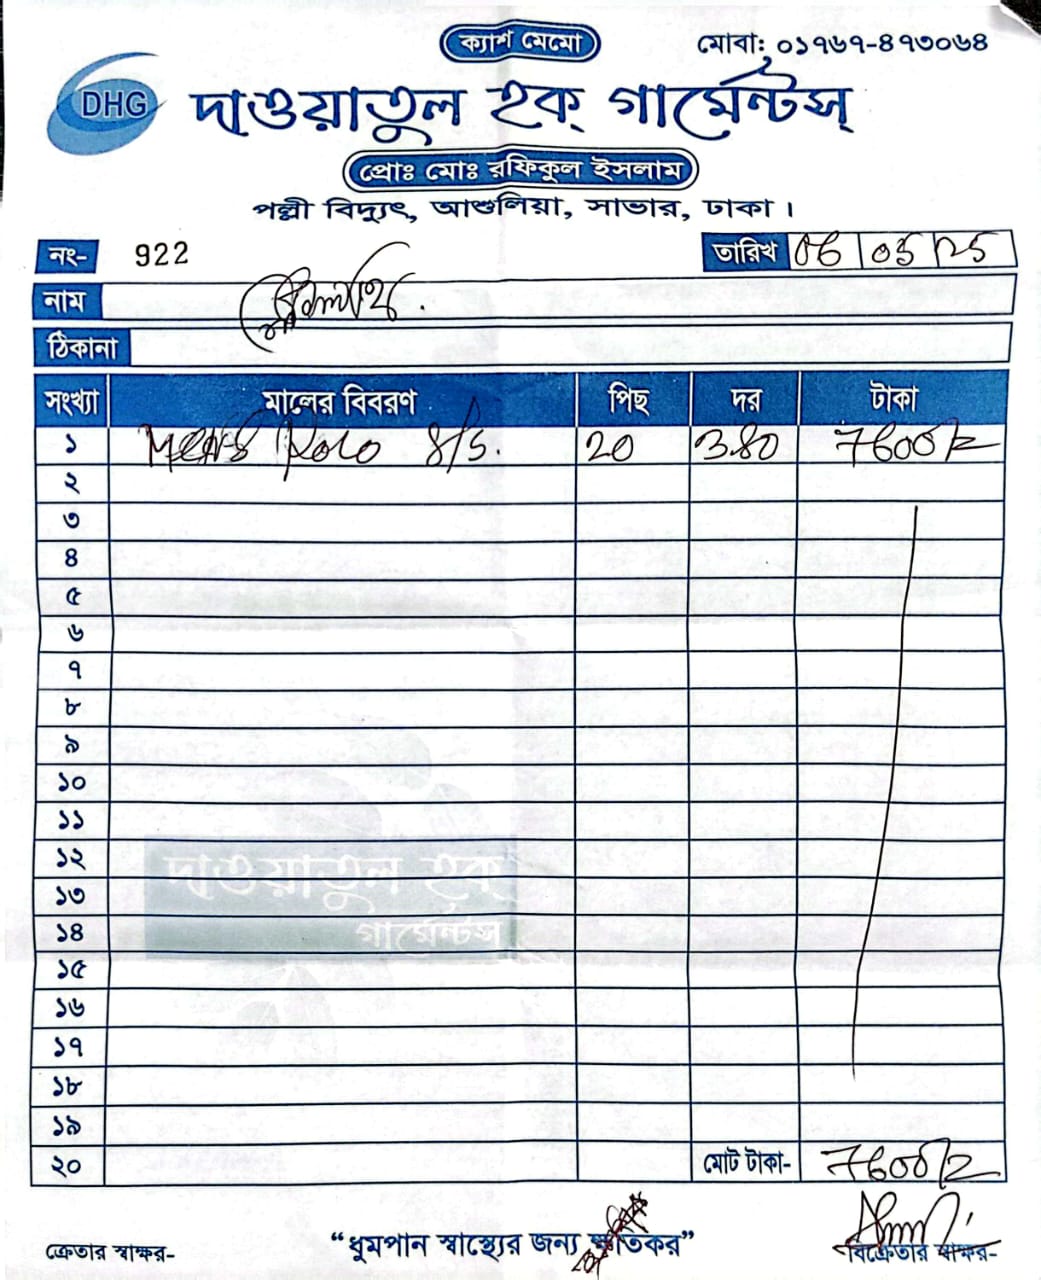 ক্যাশ মেমো
মোবা: ০১৭৬৭-৪৭৩০৬৪
DHG
দাওয়াতুল হক্ গার্মেন্টস্
প্রোঃ মোঃ রফিকুল ইসলাম
পল্লী বিদ্যুৎ, আশুলিয়া, সাভার, ঢাকা।
নং- 922 তারিখ 06 03 25
নাম
ঠিকানা
সংখ্যা মালের বিবরণ পিছ দর টাকা
১ Mens Polo S/S. 20 380 7600/=
২
৩
৪
৫
৬
৭
৮
৯
১০
১১
১২
১৩
১৪
১৫
১৬
১৭
১৮
১৯
২০ মোট টাকা- 7600/=
দাওয়াতুল হক্
গার্মেন্টস্
ক্রেতার স্বাক্ষর- “ধুমপান স্বাস্থ্যের জন্য ক্ষতিকর” বিক্রেতার স্বাক্ষর-